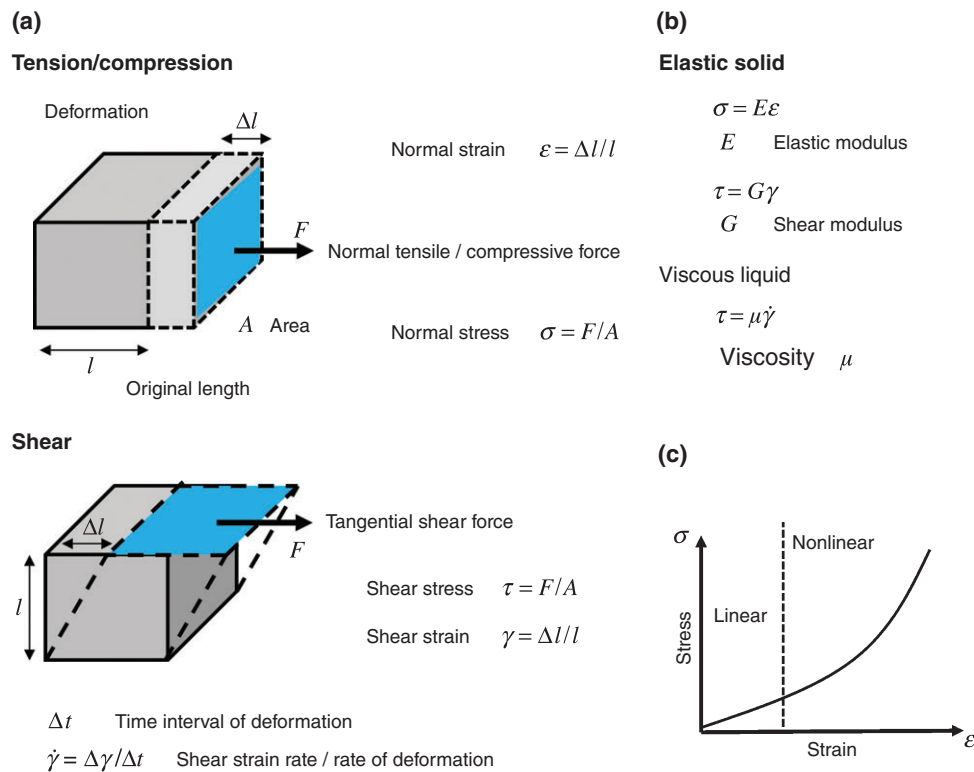 (a)
Tension/compression
Deformation
Δl
Normal strain ε = Δl/l
F
Normal tensile / compressive force
A Area
Normal stress σ = F/A
l
Original length
Shear
Δl
F
Tangential shear force
l
Shear stress τ = F/A
Shear strain γ = Δl/l
Δt Time interval of deformation
γ̇ = Δγ/Δt Shear strain rate / rate of deformation
(b)
Elastic solid
σ = Eε
E Elastic modulus
τ = Gγ
G Shear modulus
Viscous liquid
τ = μγ̇
Viscosity μ
(c)
σ
Nonlinear
Linear
Stress
Strain
ε